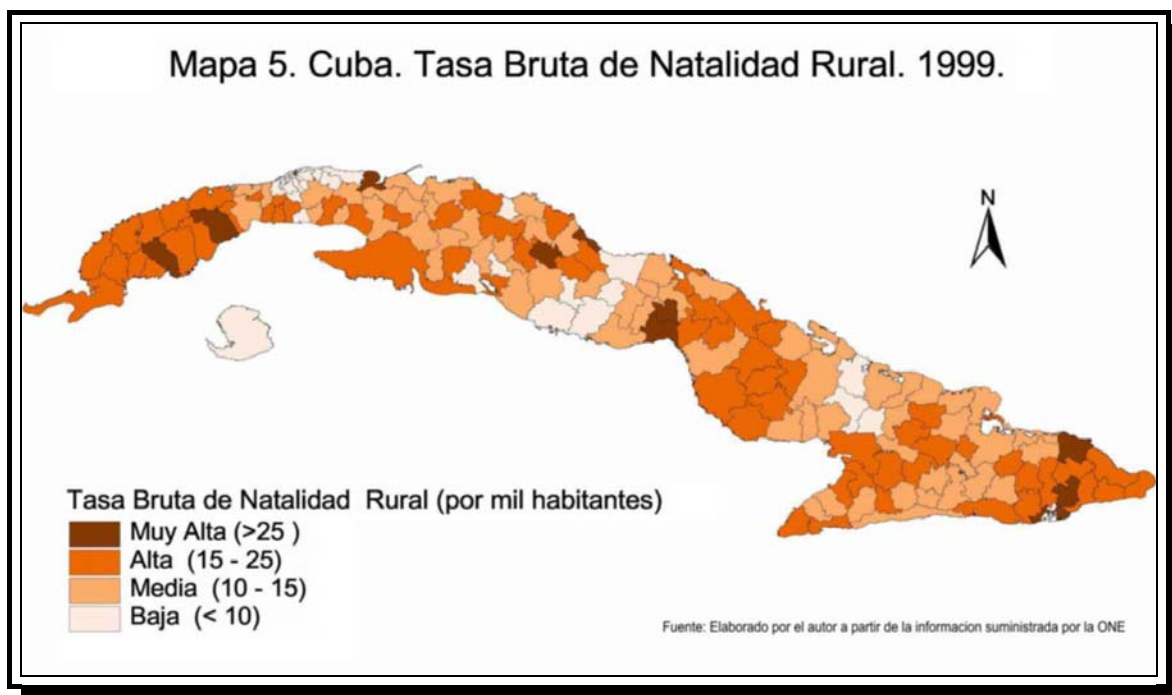 Mapa 5. Cuba. Tasa Bruta de Natalidad Rural. 1999.
N
Tasa Bruta de Natalidad Rural (por mil habitantes)
Muy Alta (>25 )
Alta (15 - 25)
Media (10 - 15)
Baja (< 10)
Fuente: Elaborado por el autor a partir de la informacion suministrada por la ONE